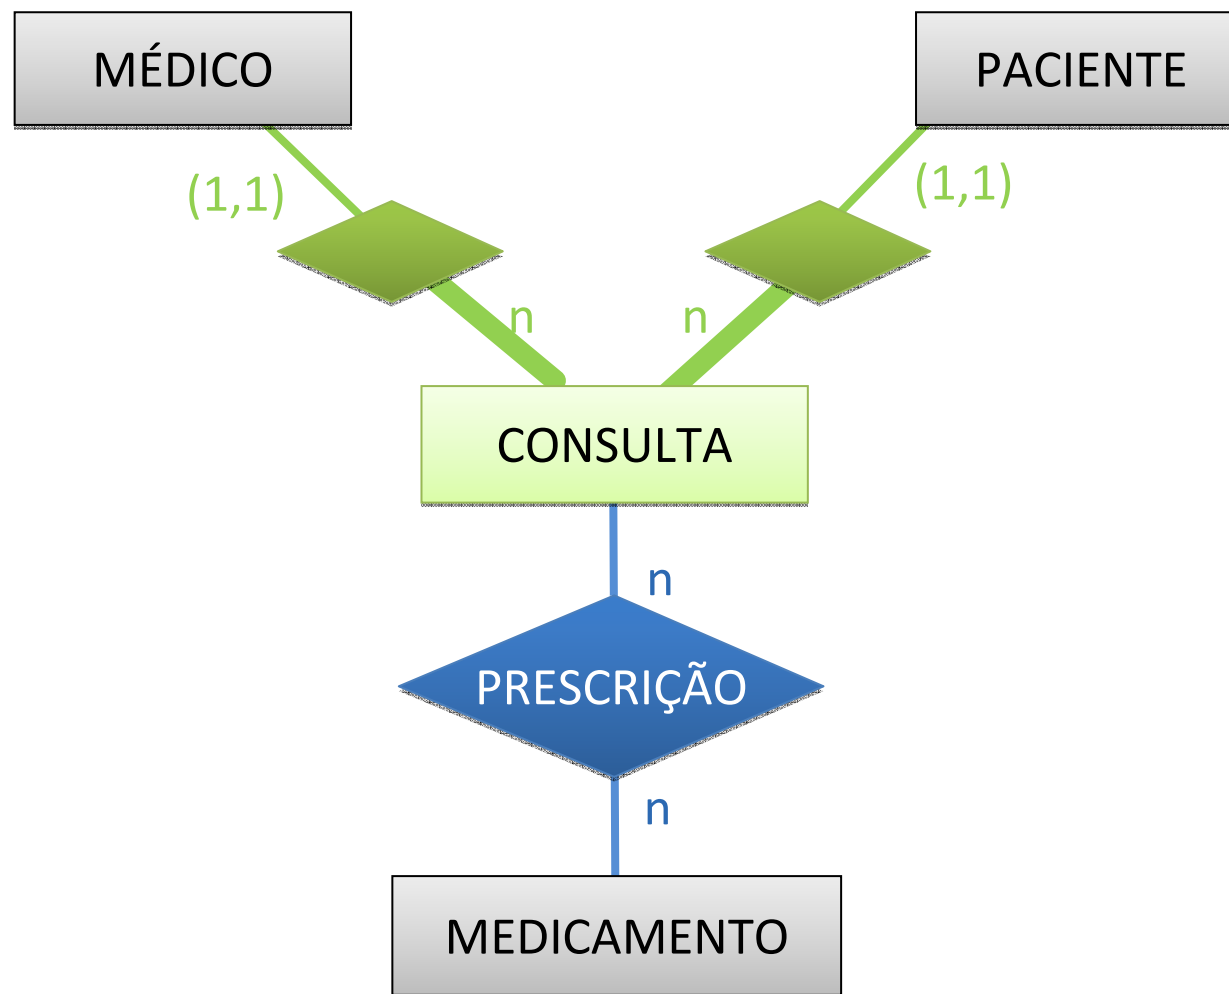 MÉDICO
PACIENTE
(1,1)
(1,1)
n
n
CONSULTA
n
PRESCRIÇÃO
n
MEDICAMENTO